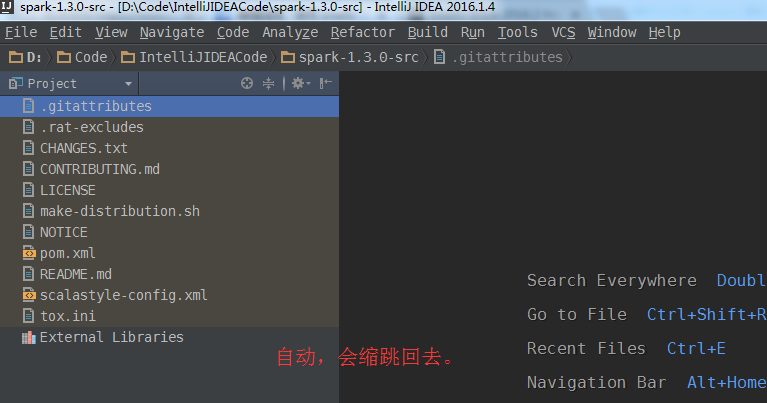 spark-1.3.0-src - [D:\Code\IntelliJIDEACode\spark-1.3.0-src] - IntelliJ IDEA 2016.1.4
File Edit View Navigate Code Analyze Refactor Build Run Tools VCS Window Help
D: Code IntelliJIDEACode spark-1.3.0-src .gitattributes
Project
.gitattributes
.rat-excludes
CHANGES.txt
CONTRIBUTING.md
LICENSE
make-distribution.sh
NOTICE
pom.xml
README.md
scalastyle-config.xml
tox.ini
External Libraries
Search Everywhere Doubl
Go to File Ctrl+Shift+R
Recent Files Ctrl+E
Navigation Bar Alt+Home
自动，会缩跳回去。